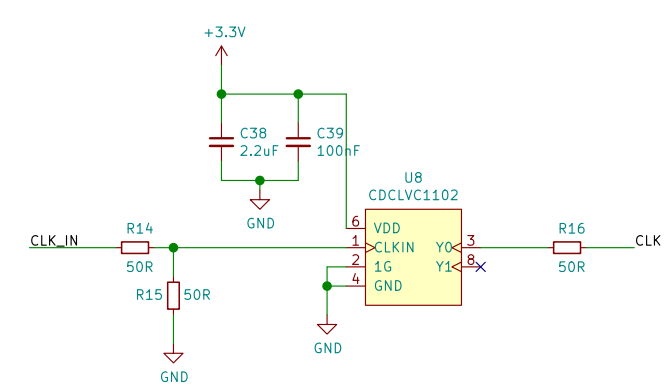 +3.3V
C38
2.2uF
C39
100nF
GND
U8
CDCLVC1102
6 VDD
1 CLKIN Y0 3
2 1G Y1 8
4 GND
CLK_IN
R14
50R
R15 50R
GND
GND
R16
50R
CLK